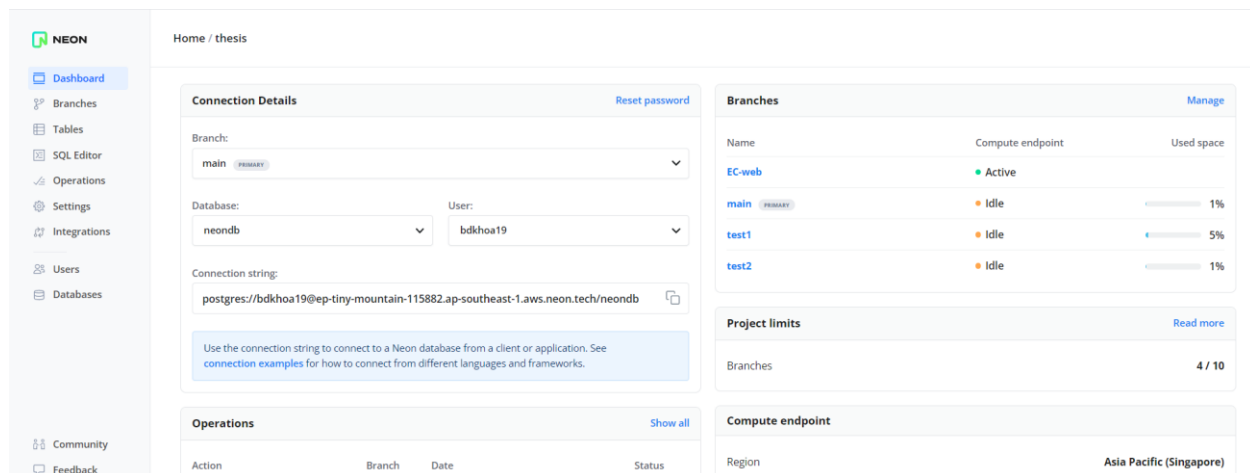 NEON
Home / thesis
Dashboard
Branches
Tables
SQL Editor
Operations
Settings
Integrations
Users
Databases
Community
Feedback
Connection Details Reset password
Branch:
main PRIMARY
Database: User:
neondb bdkhoa19
Connection string:
postgres://bdkhoa19@ep-tiny-mountain-115882.ap-southeast-1.aws.neon.tech/neondb
Use the connection string to connect to a Neon database from a client or application. See
connection examples for how to connect from different languages and frameworks.
Operations Show all
Action Branch Date Status
Branches Manage
Name Compute endpoint Used space
EC-web Active
main PRIMARY Idle 1%
test1 Idle 5%
test2 Idle 1%
Project limits Read more
Branches 4 / 10
Compute endpoint
Region Asia Pacific (Singapore)